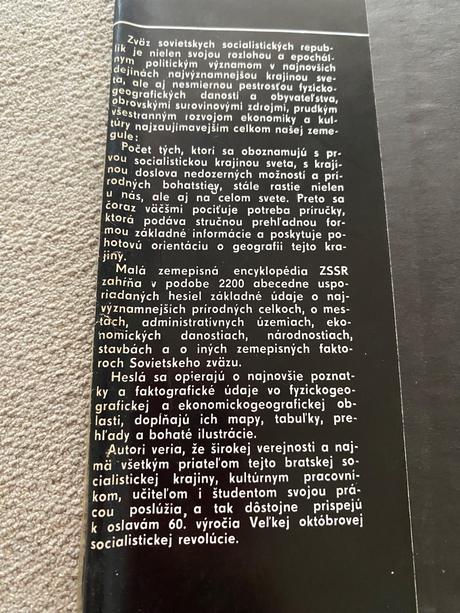 Zväz sovietskych socialistických repub-
lík je nielen svojou rozlohou a epochál-
nym politickým významom v najnovších
dejinách najvýznamnejšou krajinou sve-
ta, ale aj nesmiernou pestrosťou fyzicko-
geografických daností a obyvateľstva,
obrovskými surovinovými zdrojmi, prudkým
všestranným rozvojom ekonomiky a kul-
túry najzaujímavejším celkom našej zeme-
gule:
Počet tých, ktorí sa oboznamujú s pr-
vou socialistickou krajinou sveta, s kraji-
nou doslova nedozerných možností a prí-
rodných bohatstiev, stále rastie nielen
u nás, ale aj na celom svete. Preto sa
čoraz väčšmi pociťuje potreba príručky,
ktorá podáva stručnou prehľadnou for-
mou základné informácie a poskytuje po-
hotovú orientáciu o geografii tejto kra-
jiny.
Malá zemepisná encyklopédia ZSSR
zahŕňa v podobe 2200 abecedne uspo-
riadaných hesiel základné údaje o naj-
významnejších prírodných celkoch, o mes-
tách, administratívnych územiach, eko-
nomických danostiach, národnostiach,
stavbách a o iných zemepisných fakto-
roch Sovietskeho zväzu.
Heslá sa opierajú o najnovšie poznat-
ky a faktografické údaje vo fyzickogeo-
grafickej a ekonomickogeografickej ob-
lasti, dopĺňajú ich mapy, tabuľky, pre-
hľady a bohaté ilustrácie.
Autori veria, že širokej verejnosti a naj-
mä všetkým priateľom tejto bratskej so-
cialistickej krajiny, kultúrnym pracovní-
kom, učiteľom i študentom svojou prá-
cou poslúžia, a tak dôstojne prispejú
k oslavám 60. výročia Veľkej októbrovej
socialistickej revolúcie.